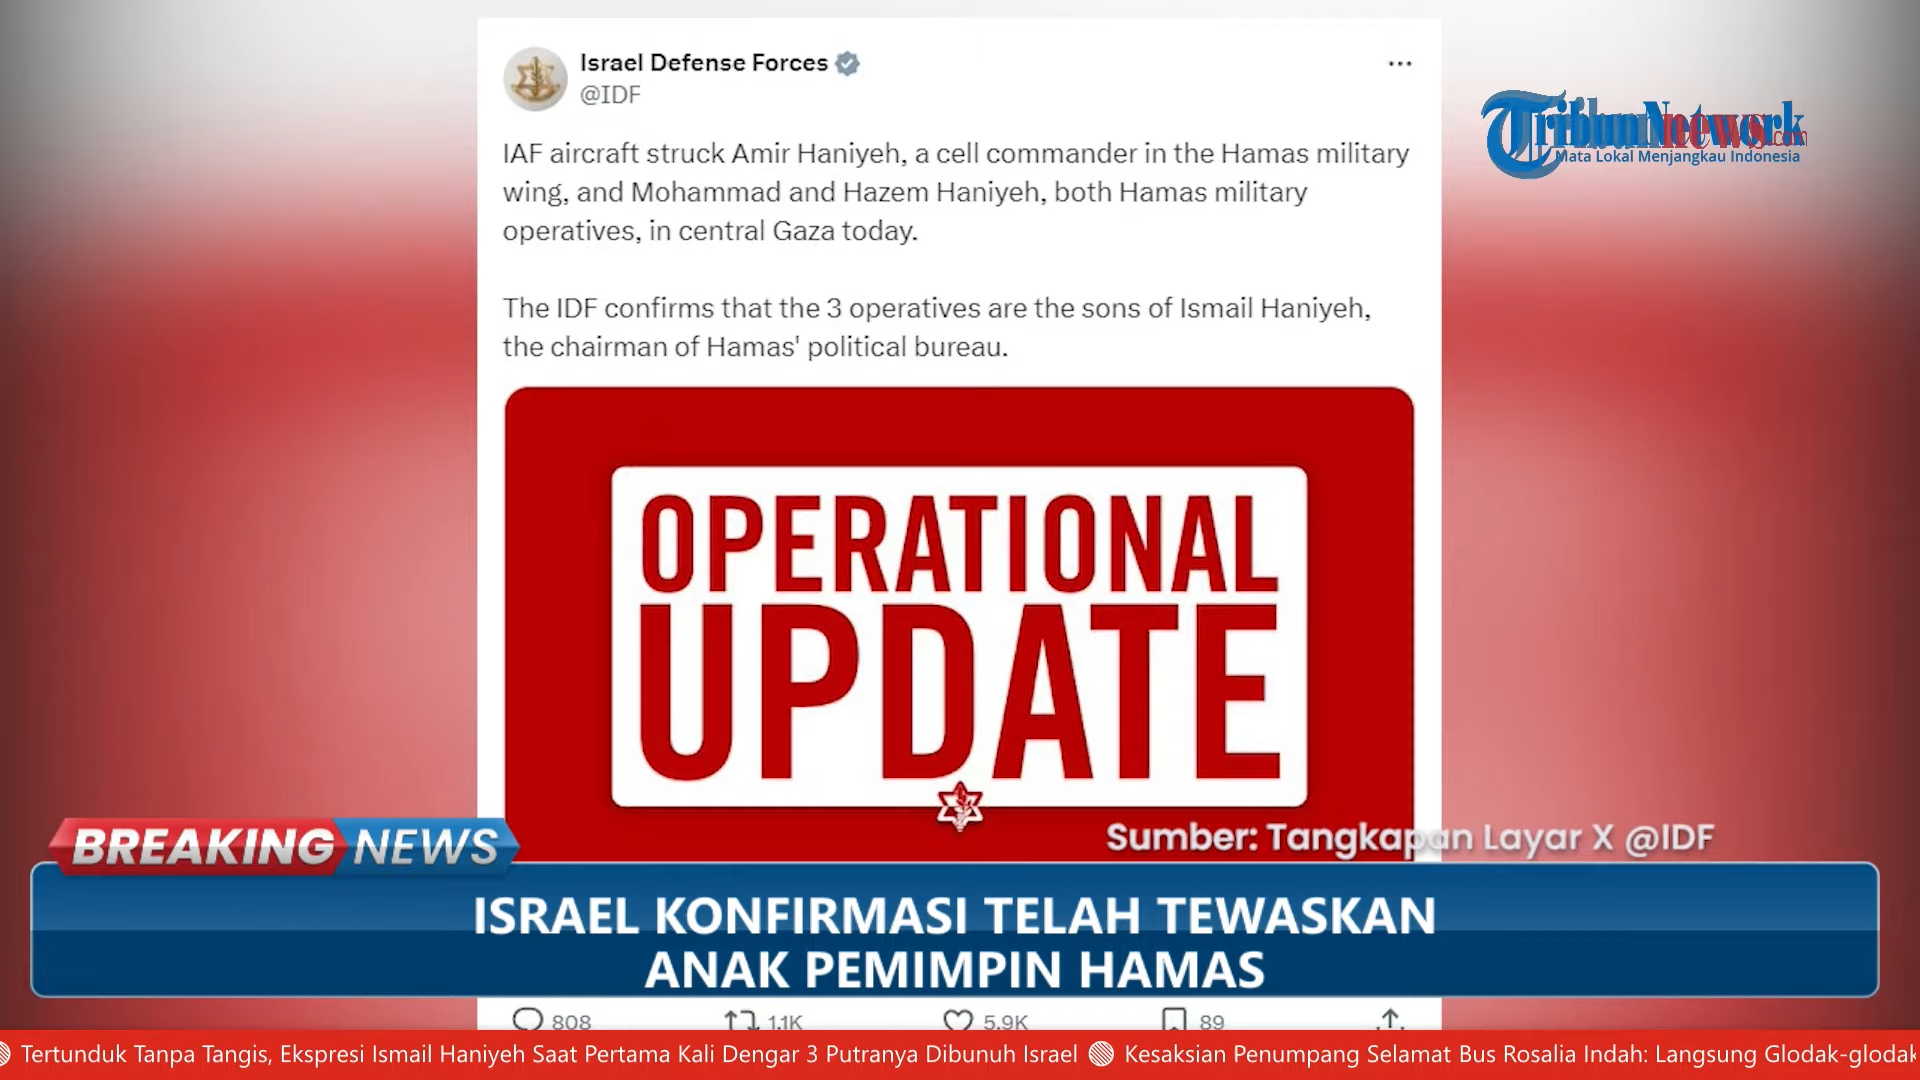 Israel Defense Forces
@IDF
IAF aircraft struck Amir Haniyeh, a cell commander in the Hamas military
wing, and Mohammad and Hazem Haniyeh, both Hamas military
operatives, in central Gaza today.
The IDF confirms that the 3 operatives are the sons of Ismail Haniyeh,
the chairman of Hamas' political bureau.
Mata Lokal Menjangkau Indonesia
OPERATIONAL
UPDATE
Sumber: Tangkapan Layar X @IDF
BREAKING NEWS
ISRAEL KONFIRMASI TELAH TEWASKAN
ANAK PEMIMPIN HAMAS
808 1.1K 5.9K 89
Tertunduk Tanpa Tangis, Ekspresi Ismail Haniyeh Saat Pertama Kali Dengar 3 Putranya Dibunuh Israel Kesaksian Penumpang Selamat Bus Rosalia Indah: Langsung Glodak-glodak